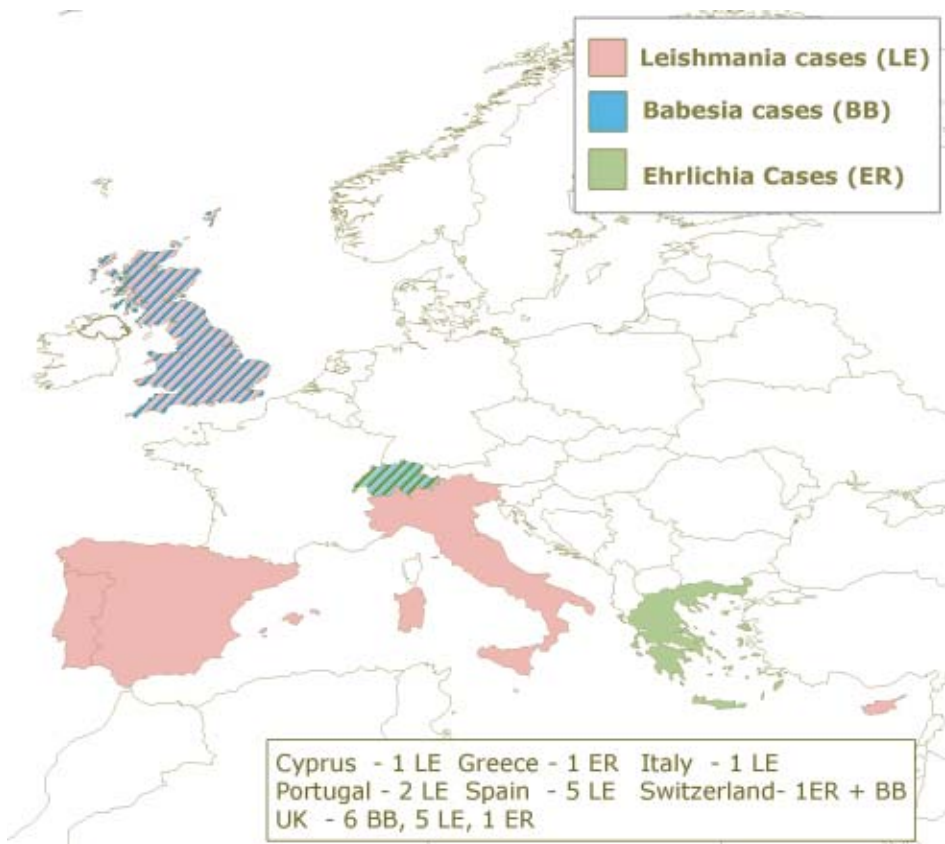 Leishmania cases (LE)
Babesia cases (BB)
Ehrlichia Cases (ER)
Cyprus - 1 LE Greece - 1 ER Italy - 1 LE
Portugal - 2 LE Spain - 5 LE Switzerland- 1ER + BB
UK - 6 BB, 5 LE, 1 ER